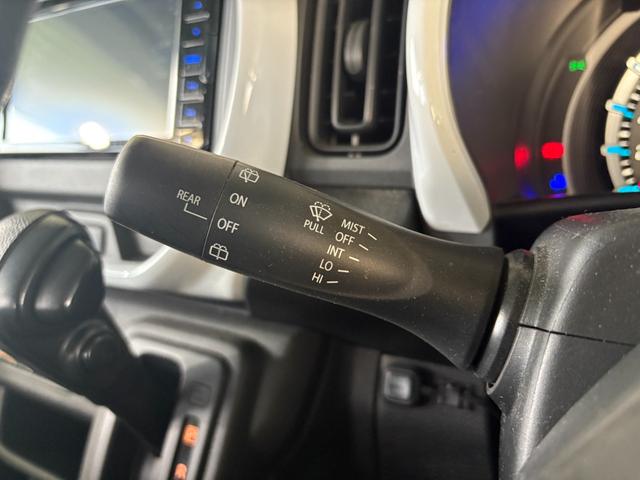 REAR
ON
OFF
PULL
MIST
OFF
INT
LO
HI